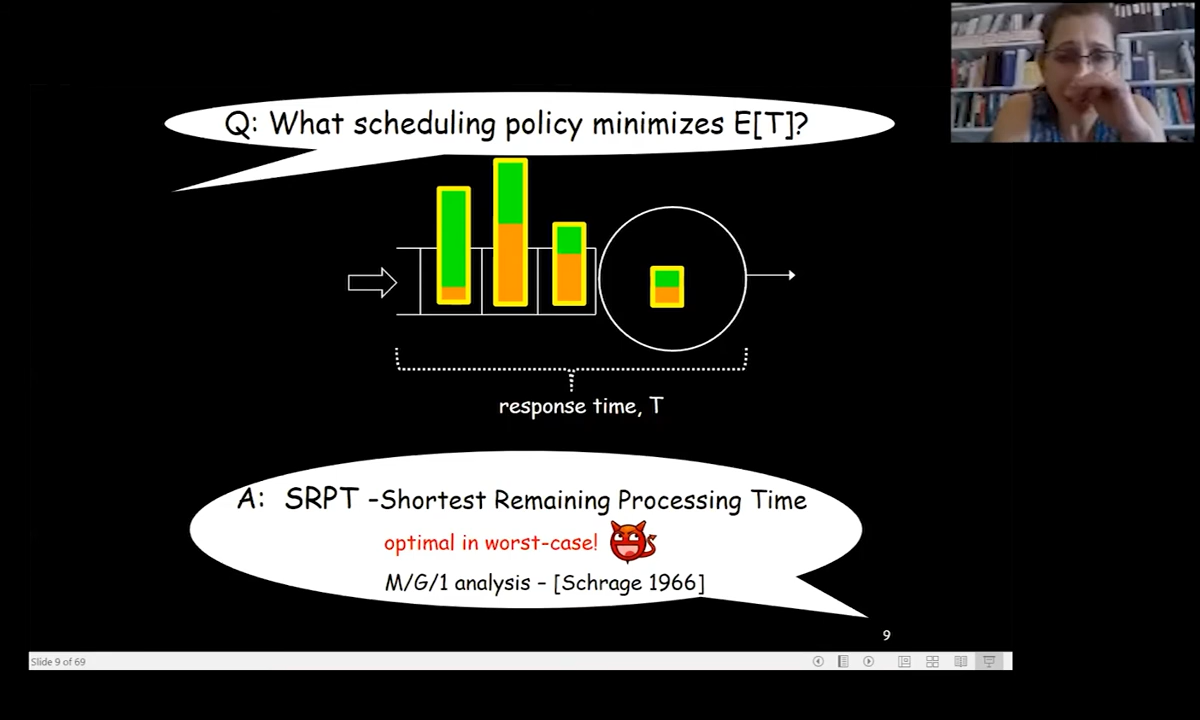 Q: What scheduling policy minimizes E[T]?
response time, T
A: SRPT -Shortest Remaining Processing Time
optimal in worst-case!
M/G/1 analysis – [Schrage 1966]
9
Slide 9 of 69